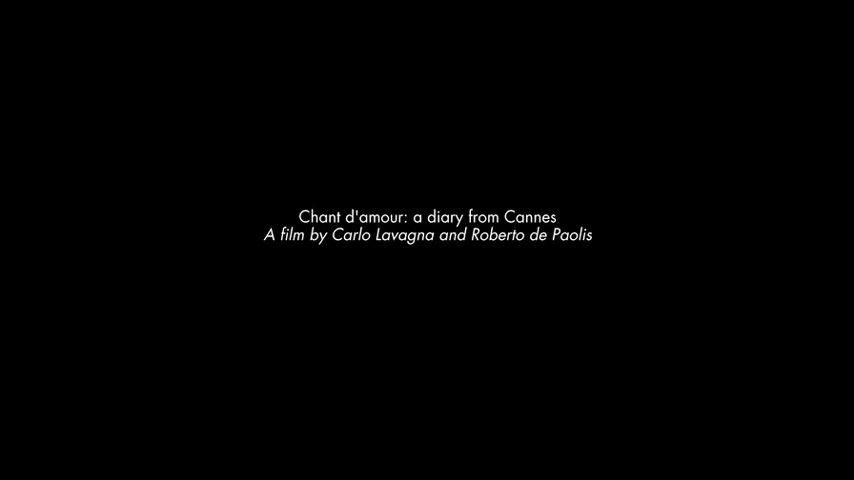 Chant d'amour: a diary from Cannes
A film by Carlo Lavagna and Roberto de Paolis